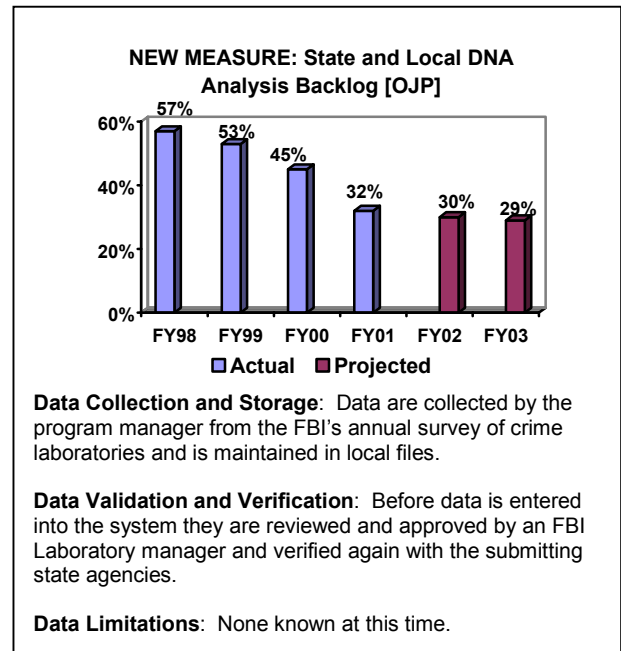 NEW MEASURE: State and Local DNA
Analysis Backlog [OJP]
57%
53%
45%
32%
30%
29%
60%
40%
20%
0%
FY98 FY99 FY00 FY01 FY02 FY03
Actual Projected
Data Collection and Storage: Data are collected by the
program manager from the FBI's annual survey of crime
laboratories and is maintained in local files.
Data Validation and Verification: Before data is entered
into the system they are reviewed and approved by an FBI
Laboratory manager and verified again with the submitting
state agencies.
Data Limitations: None known at this time.